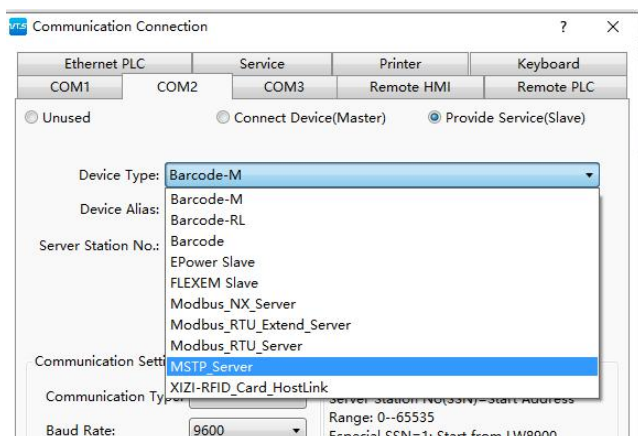 VT.S Communication Connection ? ×
Ethernet PLC Service Printer Keyboard
COM1 COM2 COM3 Remote HMI Remote PLC
Unused Connect Device(Master) Provide Service(Slave)
Device Type: Barcode-M
Barcode-M
Device Alias: Barcode-RL
Server Station No.: Barcode
EPower Slave
FLEXEM Slave
Modbus_NX_Server
Modbus_RTU_Extend_Server
Modbus_RTU_Server
Communication Setti MSTP_Server
XIZI-RFID_Card_HostLink
Communication Type: Server Station No(SSN)=Start Address
Range: 0--65535
Baud Rate: 9600 Especial SSN=1: Start from LW8900